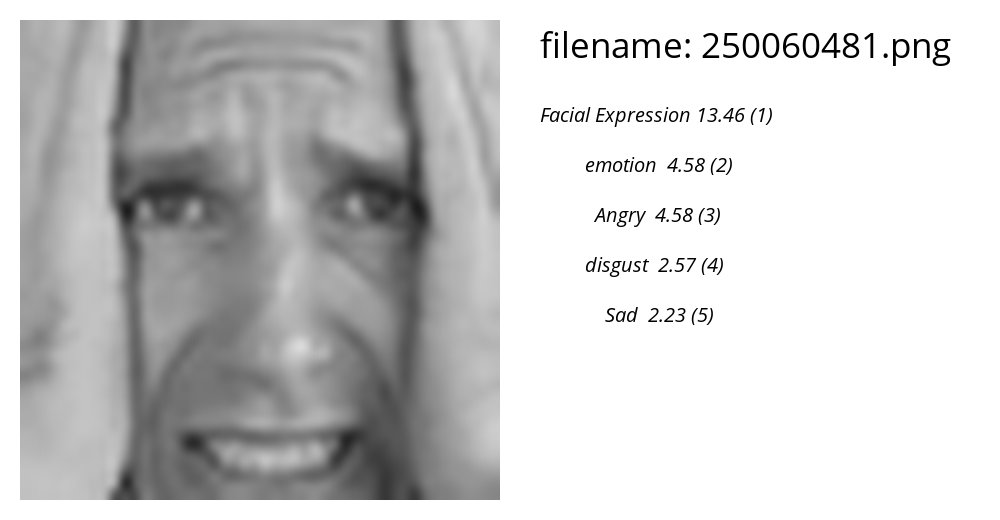 filename: 250060481.png
Facial Expression 13.46 (1)
emotion 4.58 (2)
Angry 4.58 (3)
disgust 2.57 (4)
Sad 2.23 (5)